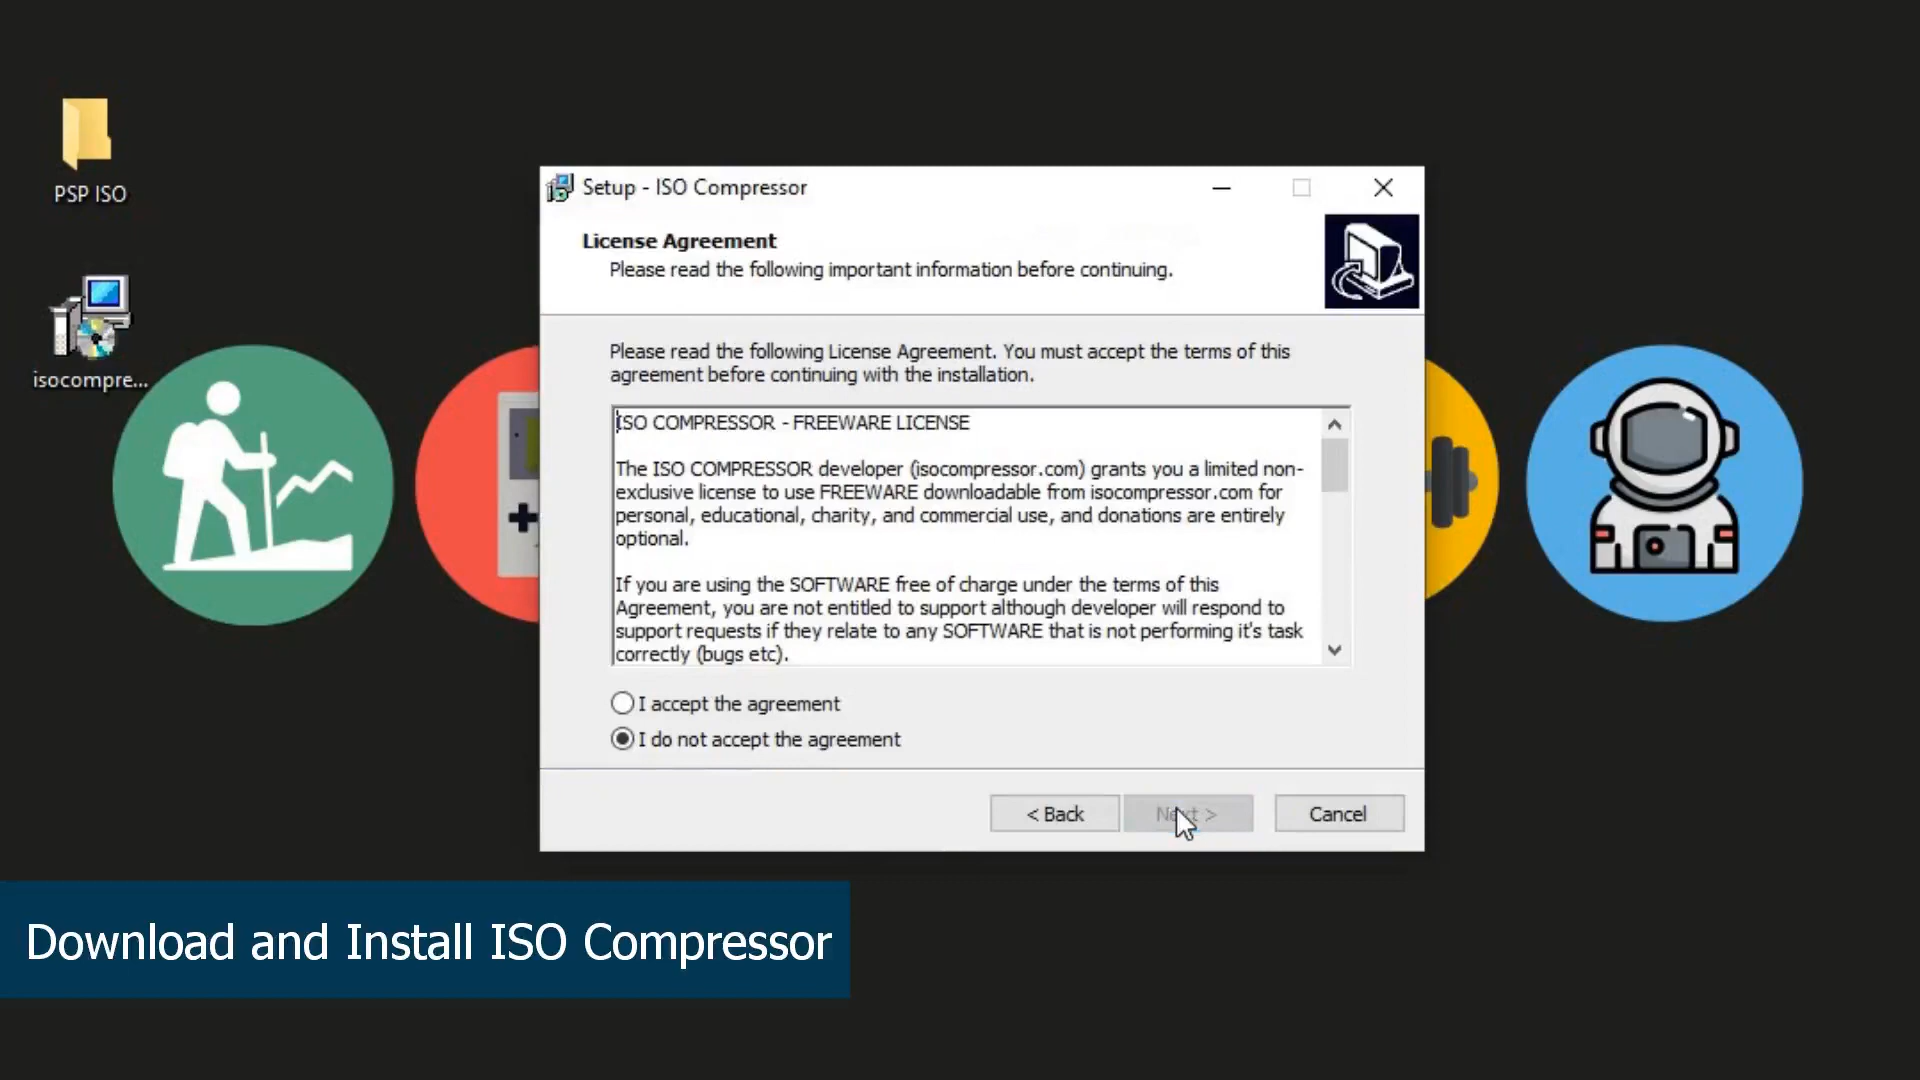 PSP ISO
isocompre...
Setup - ISO Compressor
License Agreement
Please read the following important information before continuing.
Please read the following License Agreement. You must accept the terms of this
agreement before continuing with the installation.
ISO COMPRESSOR - FREEWARE LICENSE
The ISO COMPRESSOR developer (isocompressor.com) grants you a limited non-
exclusive license to use FREEWARE downloadable from isocompressor.com for
personal, educational, charity, and commercial use, and donations are entirely
optional.
If you are using the SOFTWARE free of charge under the terms of this
Agreement, you are not entitled to support although developer will respond to
support requests if they relate to any SOFTWARE that is not performing it's task
correctly (bugs etc).
I accept the agreement
I do not accept the agreement
< Back
Next >
Cancel
Download and Install ISO Compressor